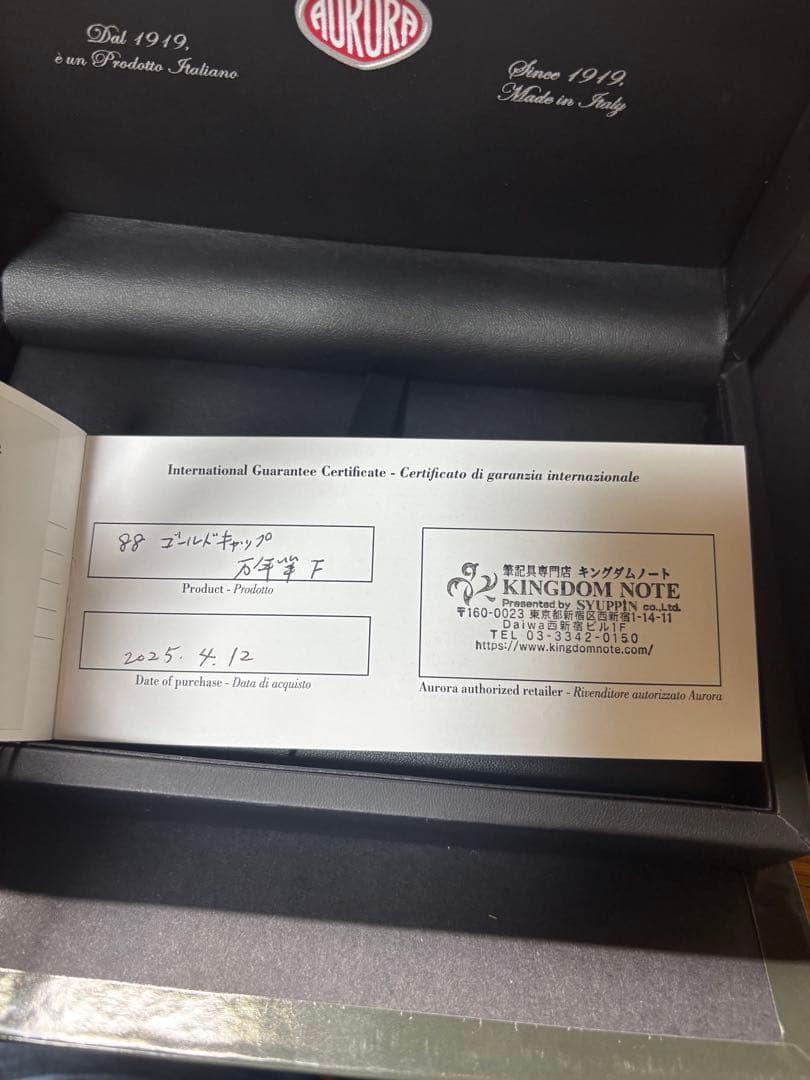 AURORA
Dal 1919,
è un Prodotto Italiano
Since 1919,
Made in Italy
International Guarantee Certificate - Certificato di garanzia internazionale
88 ゴールドキャップ
万年筆 F
Product - Prodotto
2025. 4. 12
Date of purchase - Data di acquisto
筆記具専門店 キングダムノート
KINGDOM NOTE
Presented by SYUPPIN co.,Ltd.
〒160-0023 東京都新宿区西新宿1-14-11
Daiwa西新宿ビル1F
TEL 03-3342-0150
https://www.kingdomnote.com/
Aurora authorized retailer - Rivenditore autorizzato Aurora